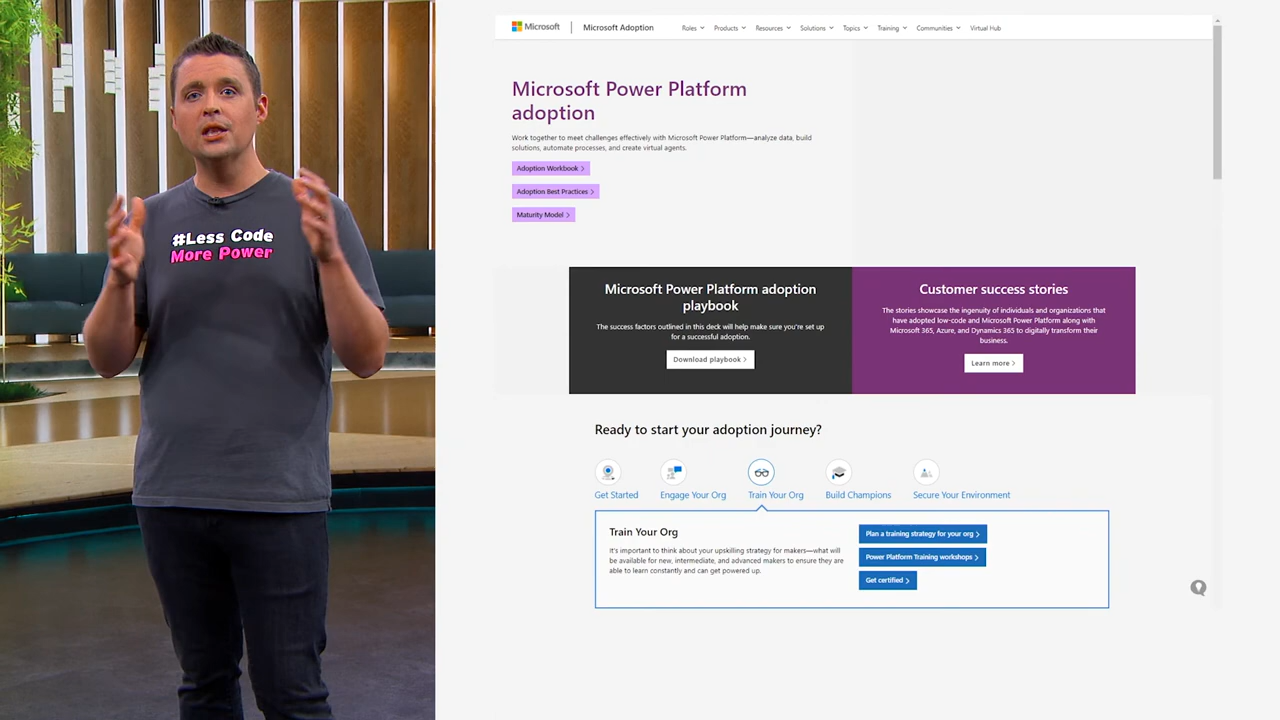 #Less Code
More Power
Microsoft
Microsoft Adoption
Roles
Products
Resources
Solutions
Topics
Training
Communities
Virtual Hub
Microsoft Power Platform
adoption
Work together to meet challenges effectively with Microsoft Power Platform—analyze data, build
solutions, automate processes, and create virtual agents.
Adoption Workbook >
Adoption Best Practices >
Maturity Model >
Microsoft Power Platform adoption
playbook
The success factors outlined in this deck will help make sure you're set up
for a successful adoption.
Download playbook >
Customer success stories
The stories showcase the ingenuity of individuals and organizations that
have adopted low-code and Microsoft Power Platform along with
Microsoft 365, Azure, and Dynamics 365 to digitally transform their
business.
Learn more >
Ready to start your adoption journey?
Get Started
Engage Your Org
Train Your Org
Build Champions
Secure Your Environment
Train Your Org
It's important to think about your upskilling strategy for makers—what will
be available for new, intermediate, and advanced makers to ensure they are
able to learn constantly and can get powered up.
Plan a training strategy for your org >
Power Platform Training workshops >
Get certified >